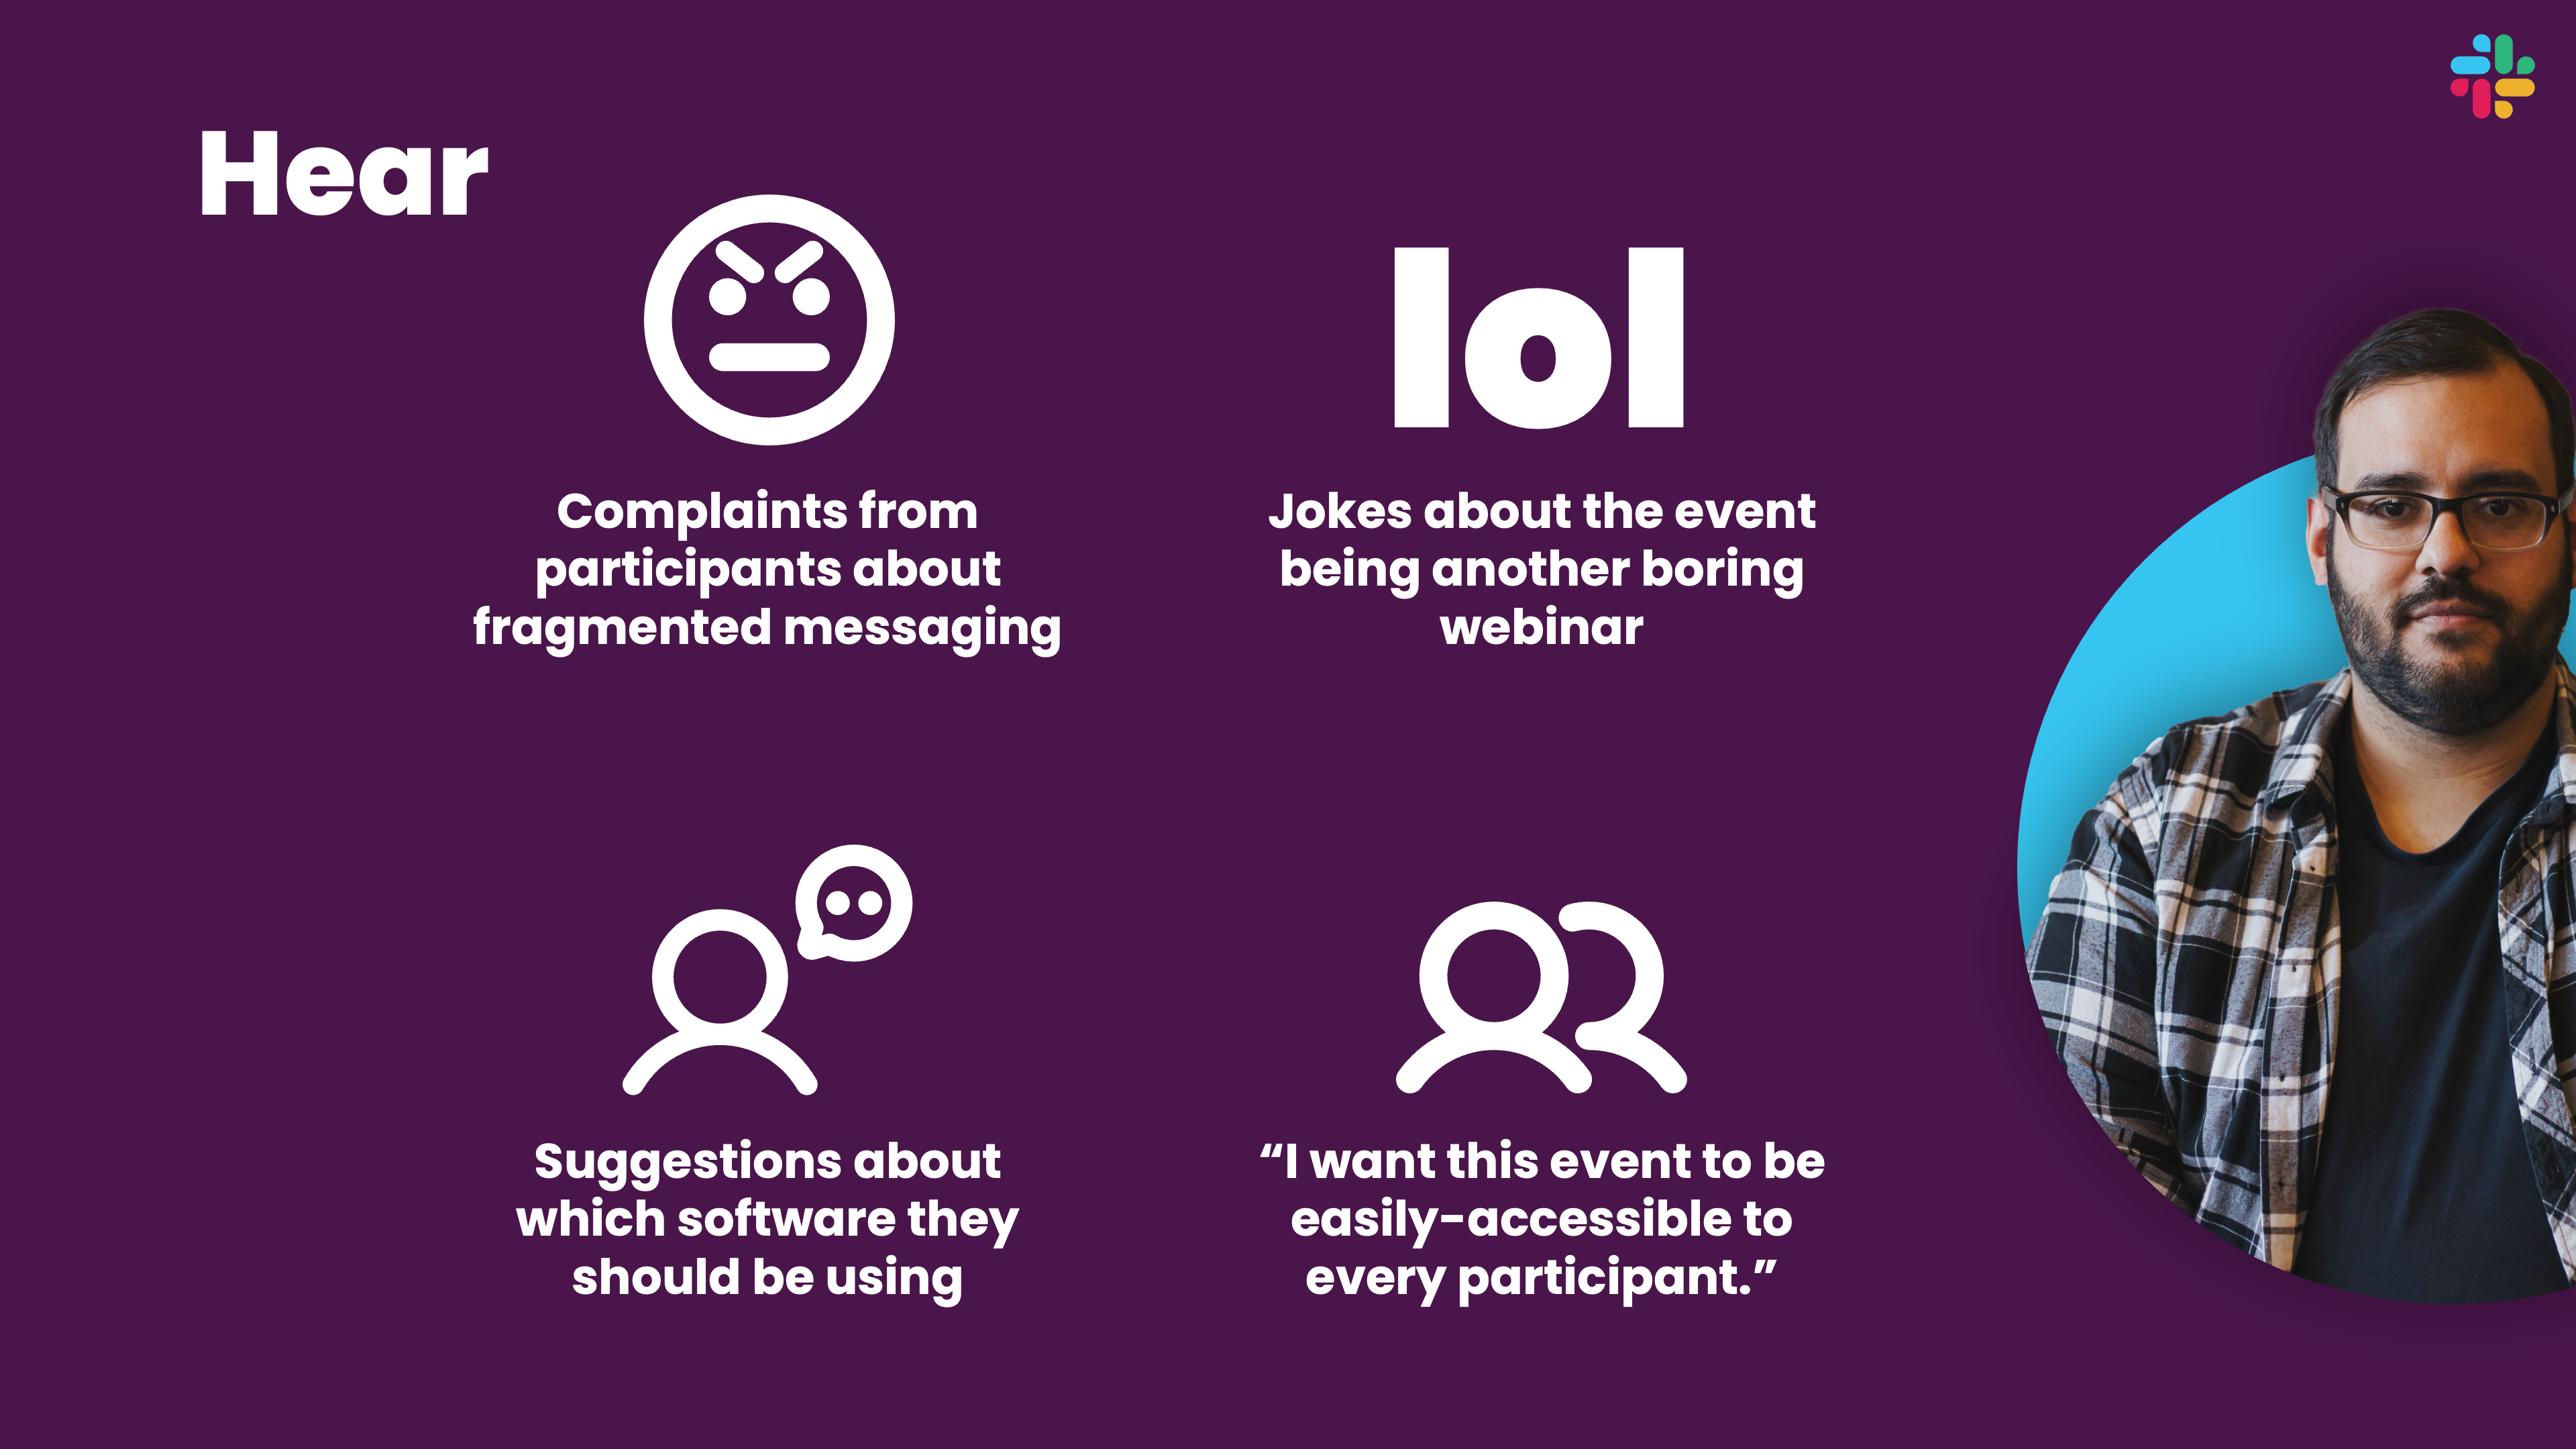 Hear
lol
Complaints from
participants about
fragmented messaging
Jokes about the event
being another boring
webinar
Suggestions about
which software they
should be using
“I want this event to be
easily-accessible to
every participant.”